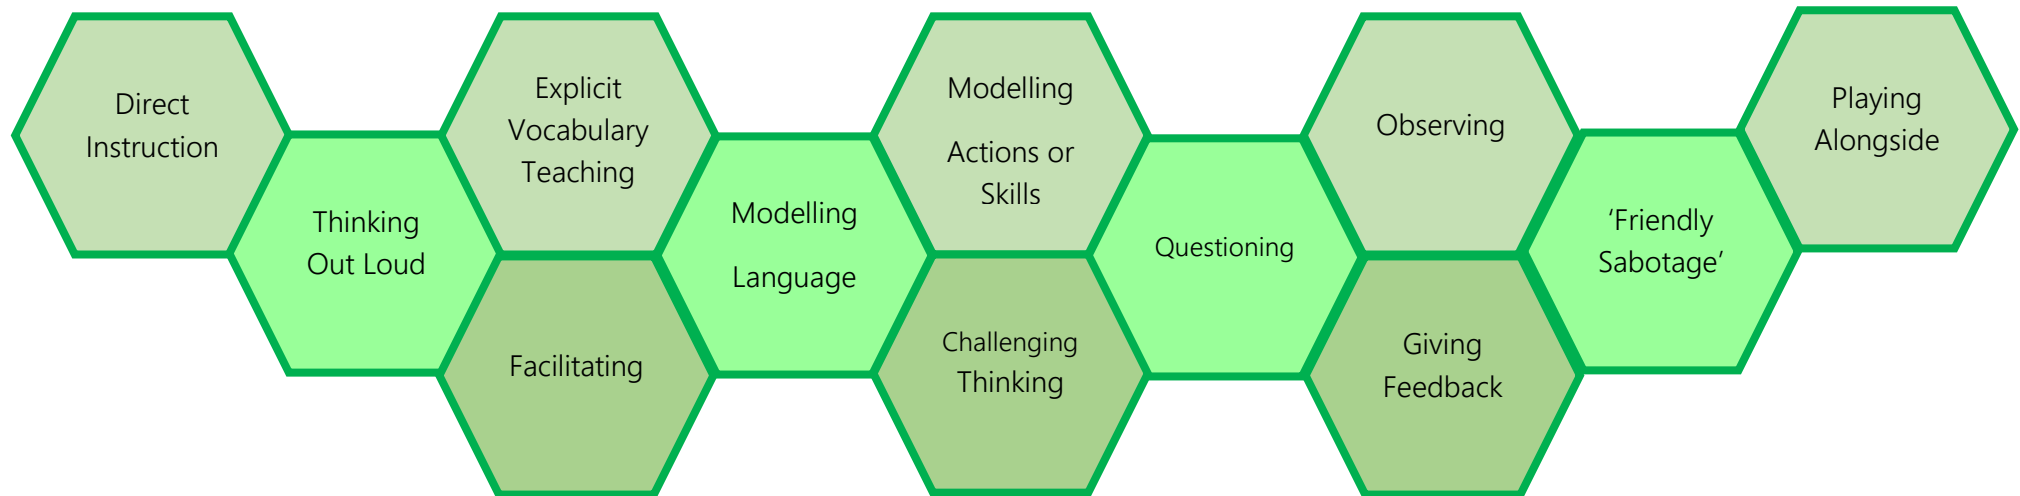 Direct
Instruction
Thinking
Out Loud
Explicit
Vocabulary
Teaching
Facilitating
Modelling
Language
Modelling
Actions or
Skills
Challenging
Thinking
Questioning
Observing
Giving
Feedback
‘Friendly
Sabotage’
Playing
Alongside